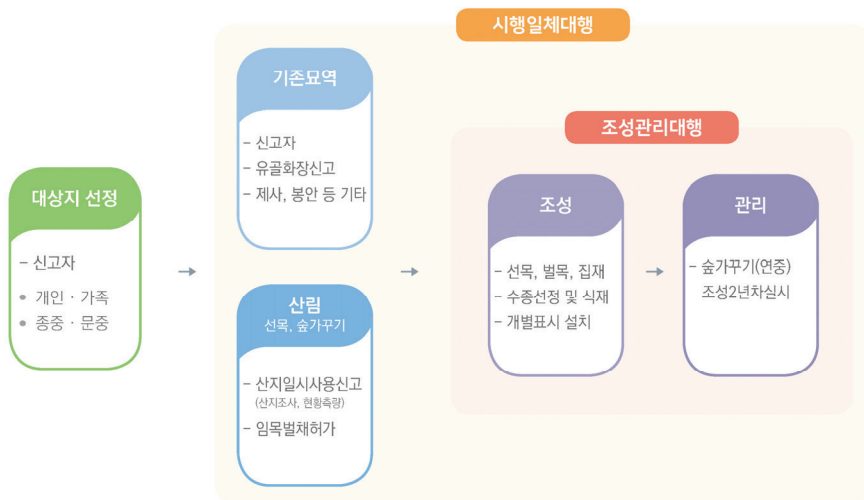 시행일체대행
기존묘역
- 신고자
- 유골화장신고
- 제사, 봉안 등 기타
조성관리대행
대상지 선정
- 신고자
• 개인 · 가족
• 종중 · 문중
산림
선목, 숲가꾸기
- 산지일시사용신고
(산지조사, 현황측량)
- 임목벌채허가
조성
- 선목, 벌목, 집재
- 수종선정 및 식재
- 개별표시 설치
관리
- 숲가꾸기(연중)
조성2년차실시